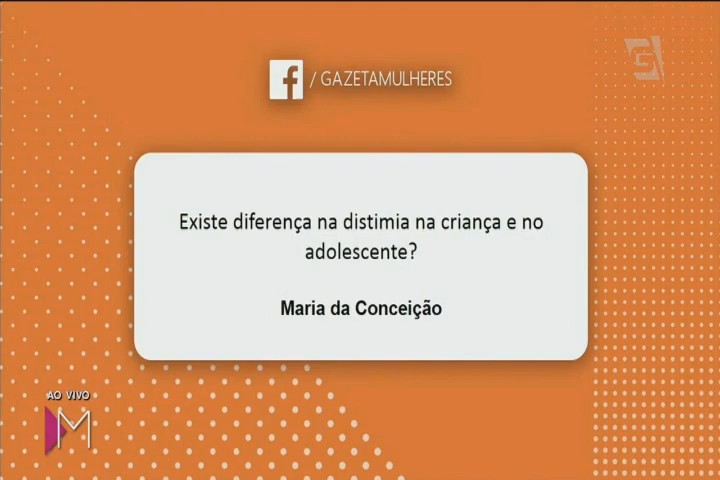 / GAZETAMULHERES
Existe diferença na distimia na criança e no
adolescente?
Maria da Conceição
AO VIVO
M